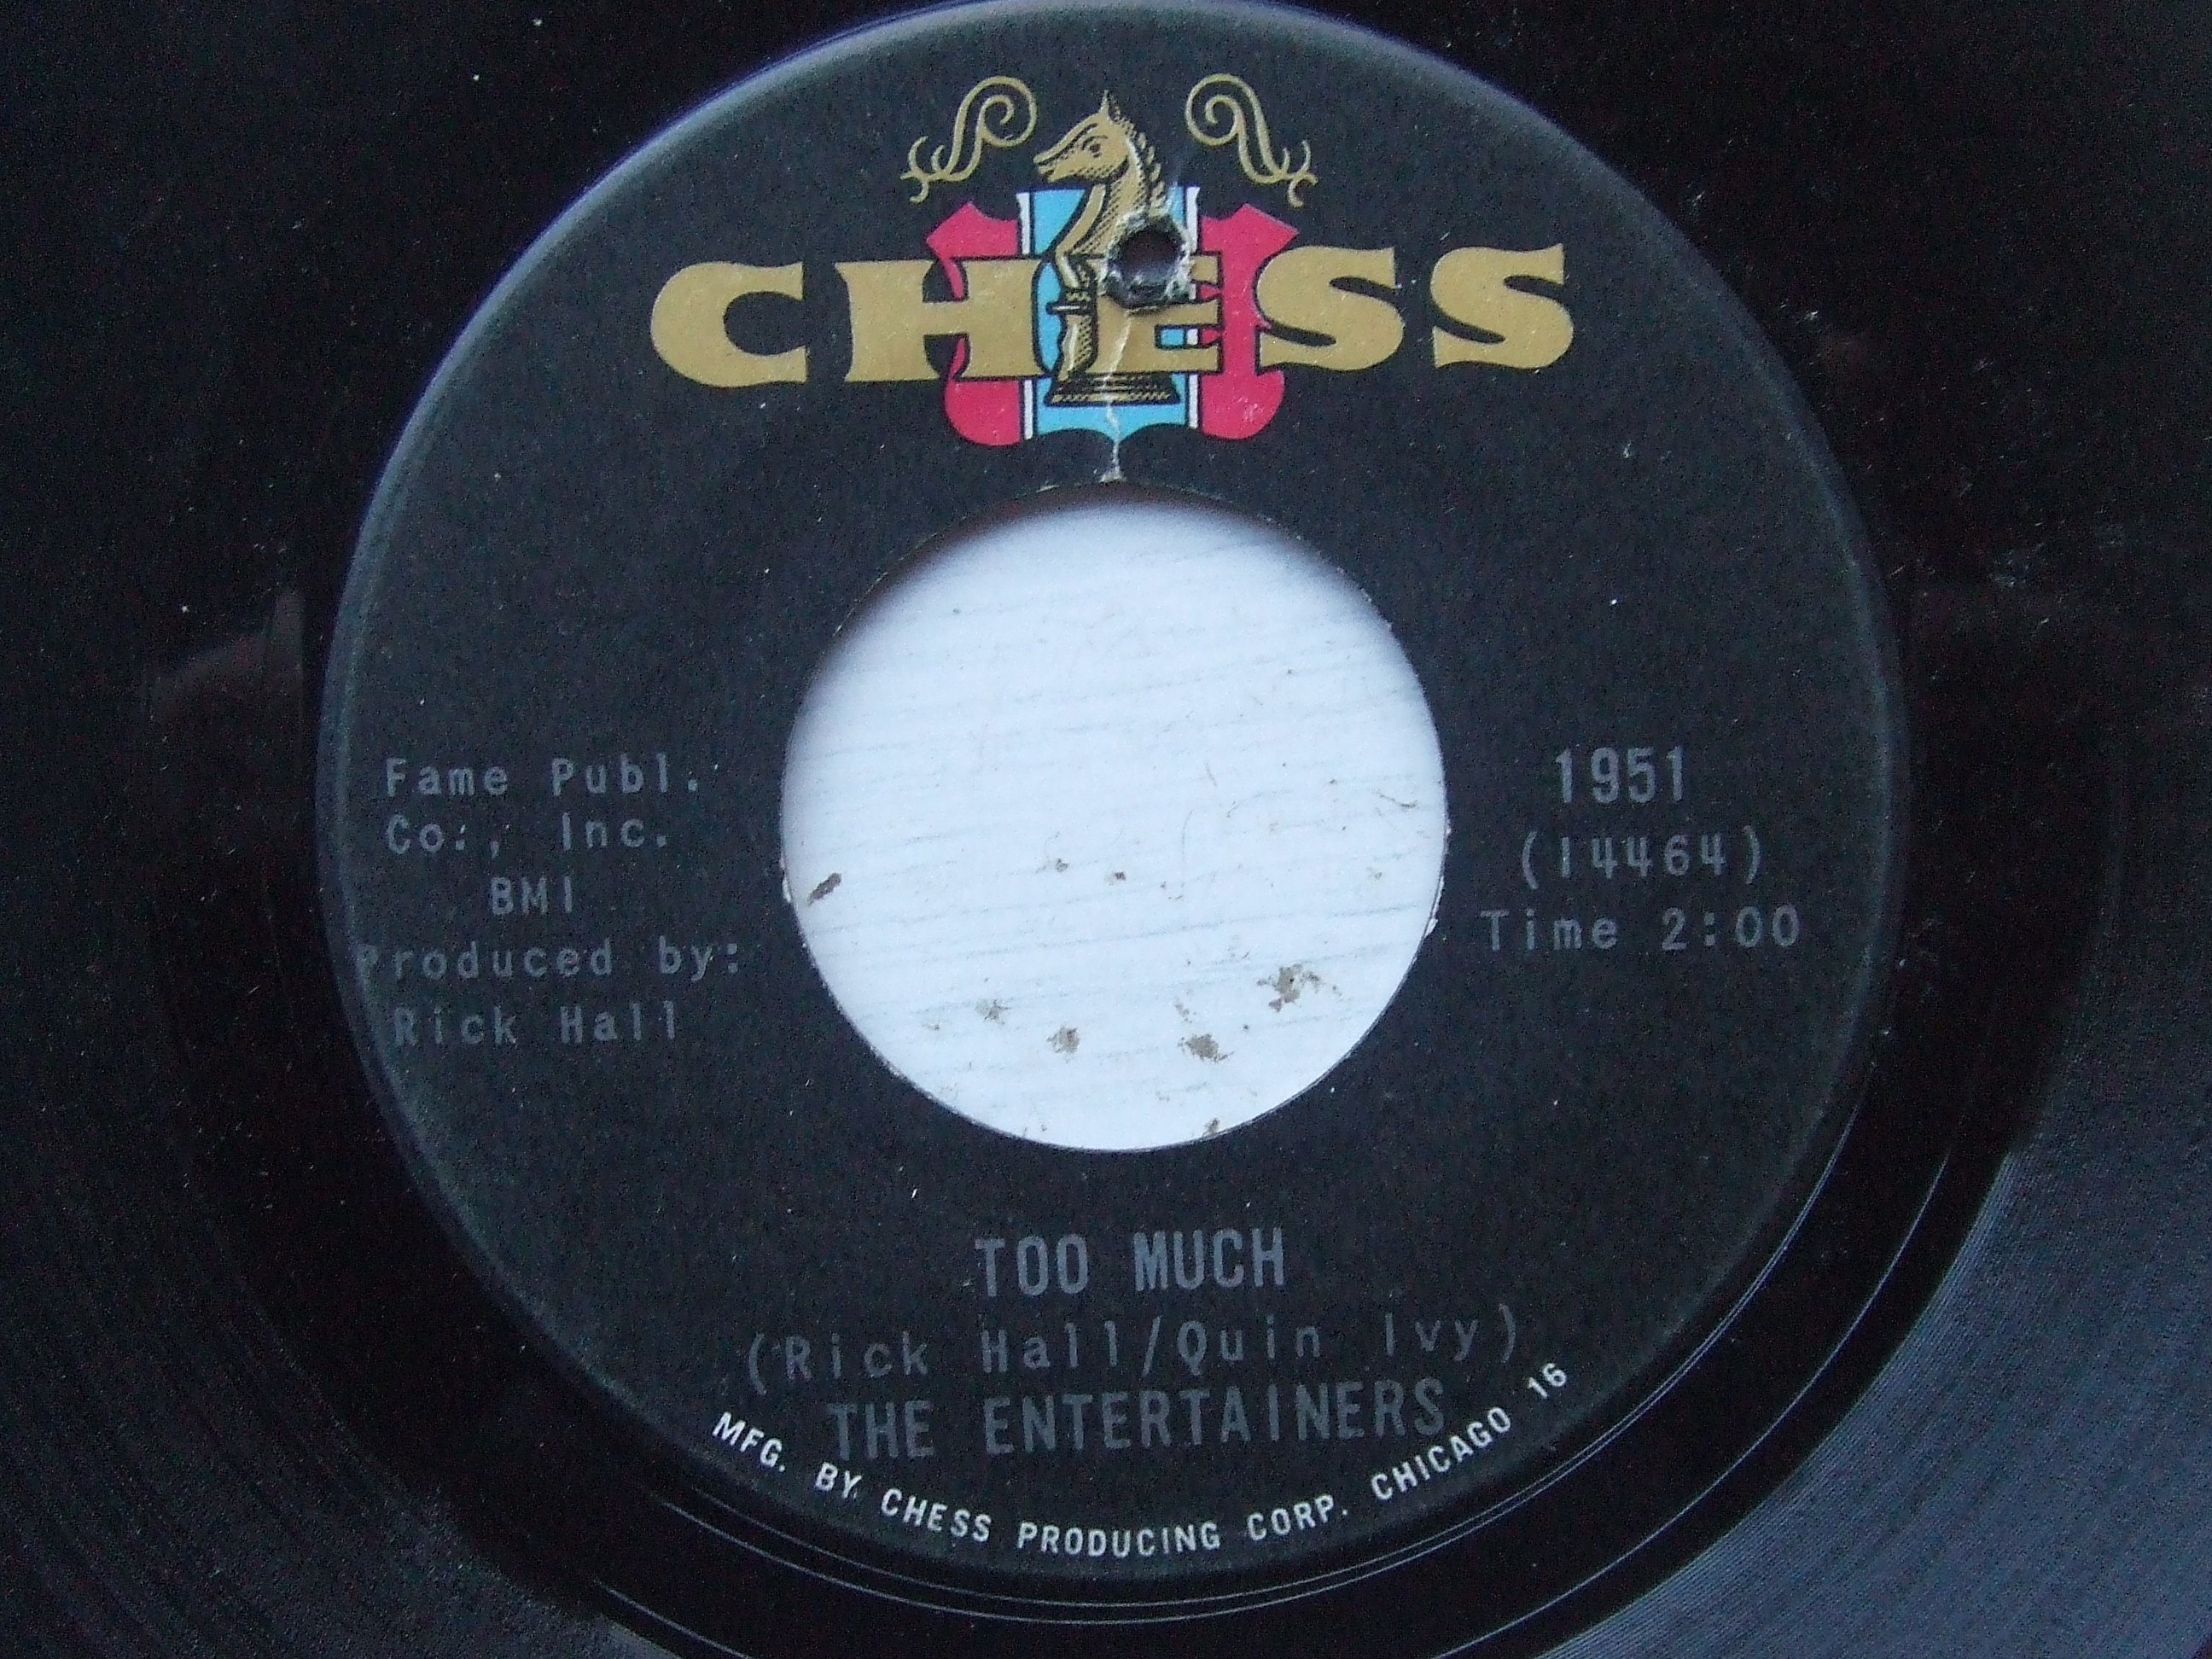 CHESS
Fame Publ.
Co., Inc.
BMI
Produced by:
Rick Hall
1951
(14464)
Time 2:00
TOO MUCH
(Rick Hall/Quin Ivy)
THE ENTERTAINERS
MFG. BY CHESS PRODUCING CORP. CHICAGO 16